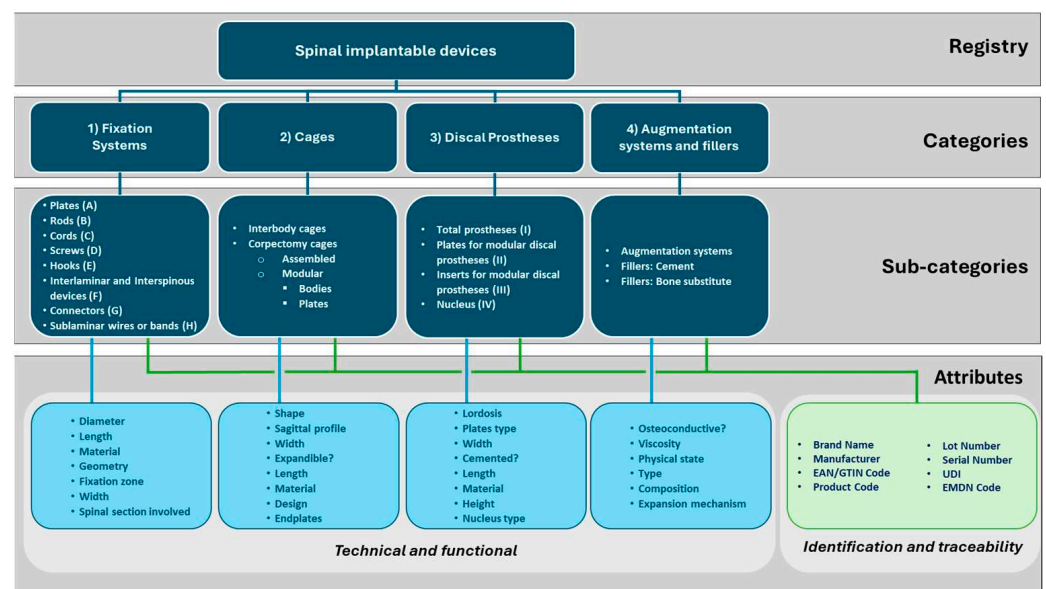 Spinal implantable devices
Registry
1) Fixation
Systems
2) Cages
3) Discal Prostheses
4) Augmentation
systems and fillers
Categories
• Plates (A)
• Rods (B)
• Cords (C)
• Screws (D)
• Hooks (E)
• Interlaminar and Interspinous
devices (F)
• Connectors (G)
• Sublaminar wires or bands (H)
• Interbody cages
• Corpectomy cages
o Assembled
o Modular
▪ Bodies
▪ Plates
• Total prostheses (I)
• Plates for modular discal
prostheses (II)
• Inserts for modular discal
prostheses (III)
• Nucleus (IV)
• Augmentation systems
• Fillers: Cement
• Fillers: Bone substitute
Sub-categories
Attributes
• Diameter
• Length
• Material
• Geometry
• Fixation zone
• Width
• Spinal section involved
• Shape
• Sagittal profile
• Width
• Expandible?
• Length
• Material
• Design
• Endplates
• Lordosis
• Plates type
• Width
• Cemented?
• Length
• Material
• Height
• Nucleus type
• Osteoconductive?
• Viscosity
• Physical state
• Type
• Composition
• Expansion mechanism
• Brand Name
• Manufacturer
• EAN/GTIN Code
• Product Code
• Lot Number
• Serial Number
• UDI
• EMDN Code
Technical and functional
Identification and traceability